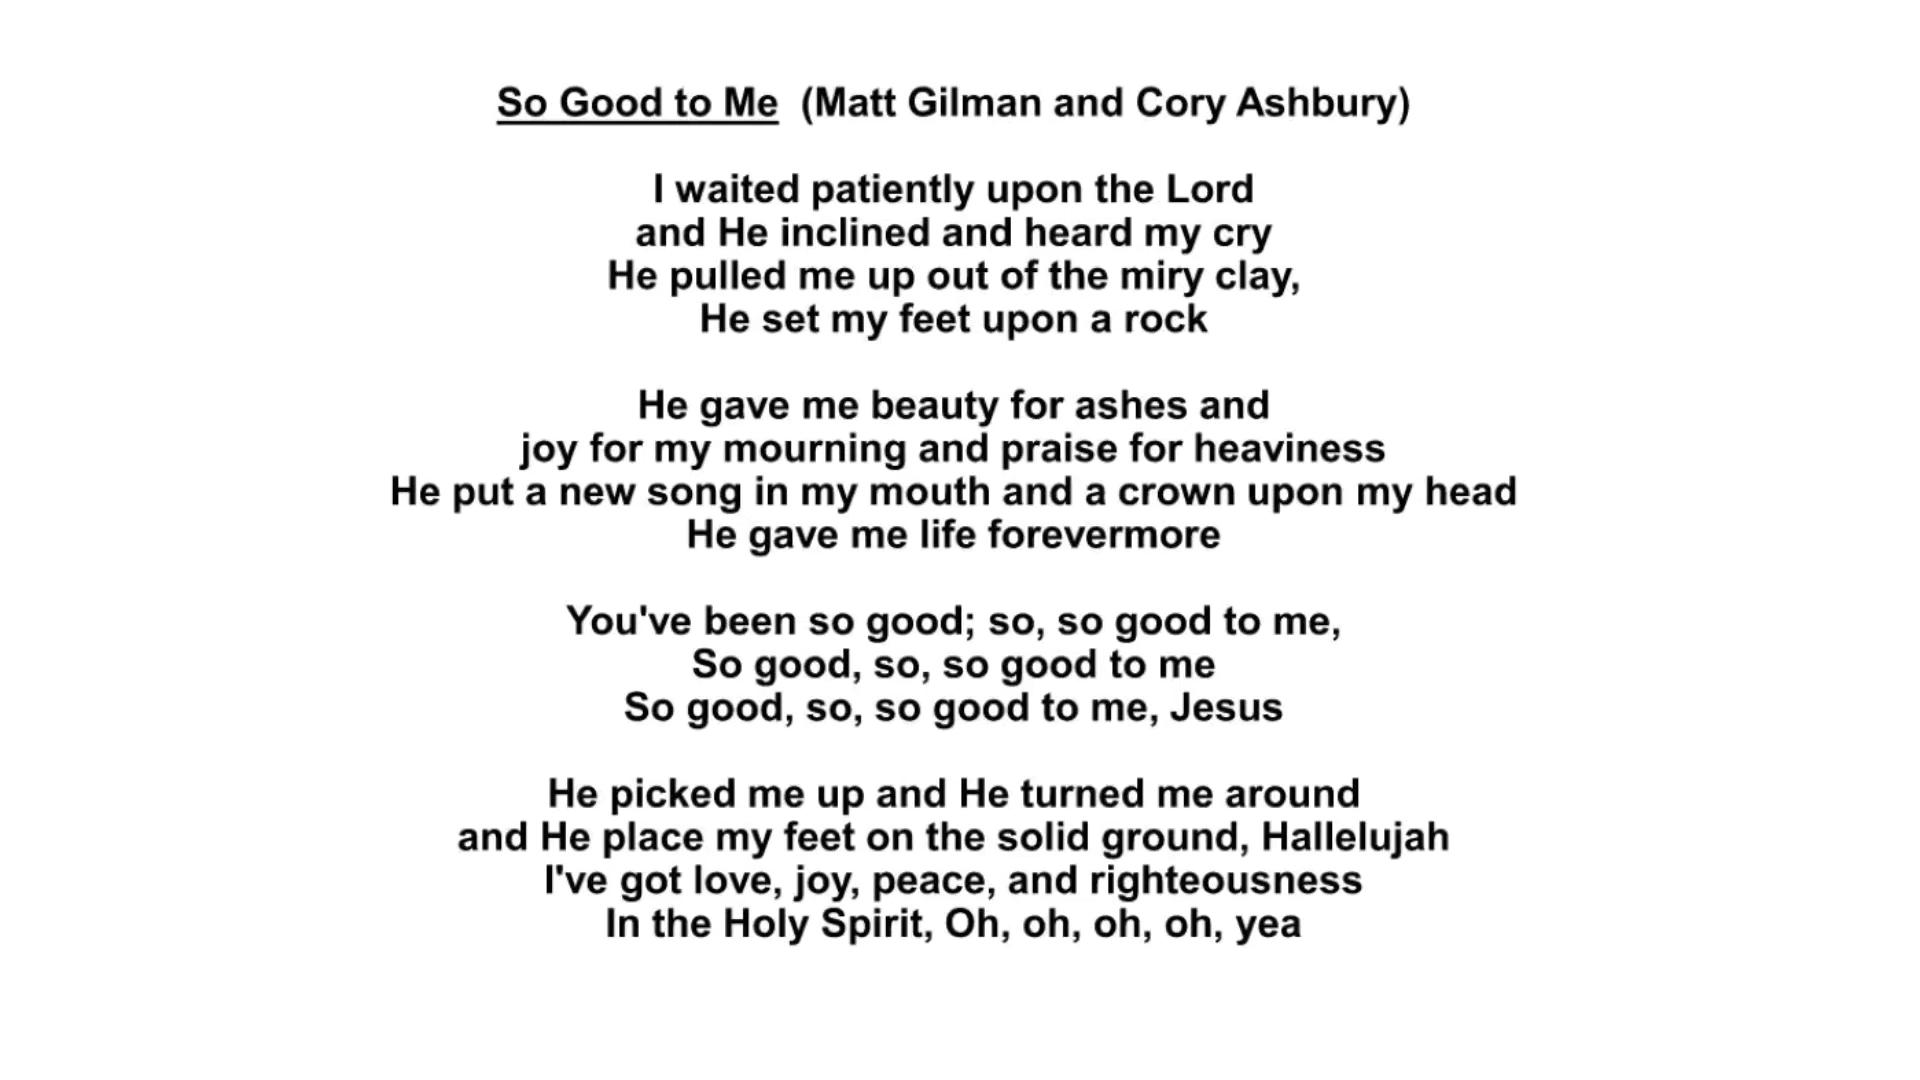 So Good to Me (Matt Gilman and Cory Ashbury)
I waited patiently upon the Lord
and He inclined and heard my cry
He pulled me up out of the miry clay,
He set my feet upon a rock
He gave me beauty for ashes and
joy for my mourning and praise for heaviness
He put a new song in my mouth and a crown upon my head
He gave me life forevermore
You've been so good; so, so good to me,
So good, so, so good to me
So good, so, so good to me, Jesus
He picked me up and He turned me around
and He place my feet on the solid ground, Hallelujah
I've got love, joy, peace, and righteousness
In the Holy Spirit, Oh, oh, oh, oh, yea